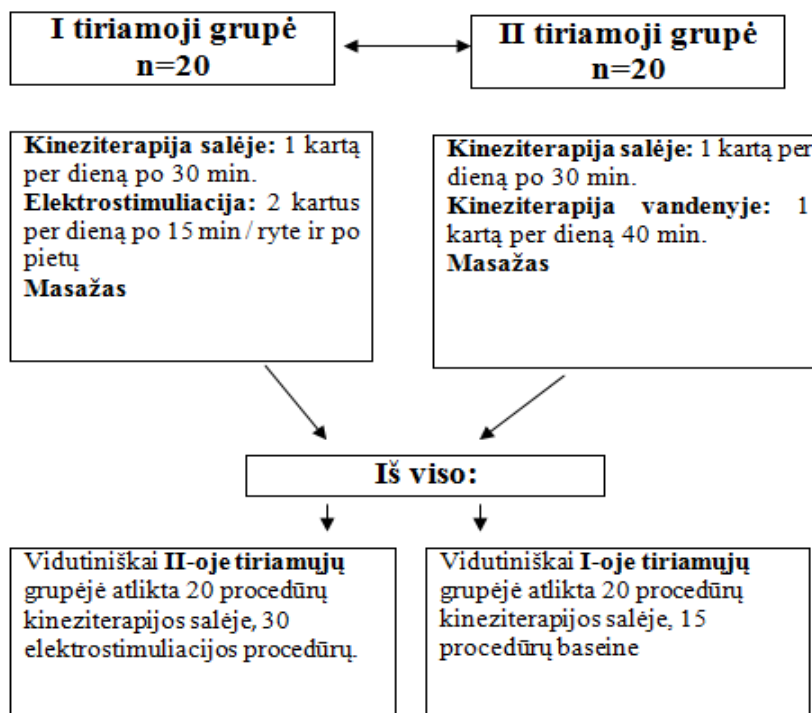 I tiriamoji grupė
n=20
II tiriamoji grupė
n=20
Kineziterapija salėje: 1 kartą
per dieną po 30 min.
Elektrostimuliacija: 2 kartus
per dieną po 15 min / ryte ir po
pietų
Masažas
Kineziterapija salėje: 1 kartą per
dieną po 30 min.
Kineziterapija vandenyje: 1
kartą per dieną 40 min.
Masažas
Iš viso:
Vidutiniškai II-oje tiriamųjų
grupėjė atlikta 20 procedūrų
kineziterapijos salėje, 30
elektrostimuliacijos procedūrų.
Vidutiniškai I-oje tiriamųjų
grupėjė atlikta 20 procedūrų
kineziterapijos salėje, 15
procedūrų baseine